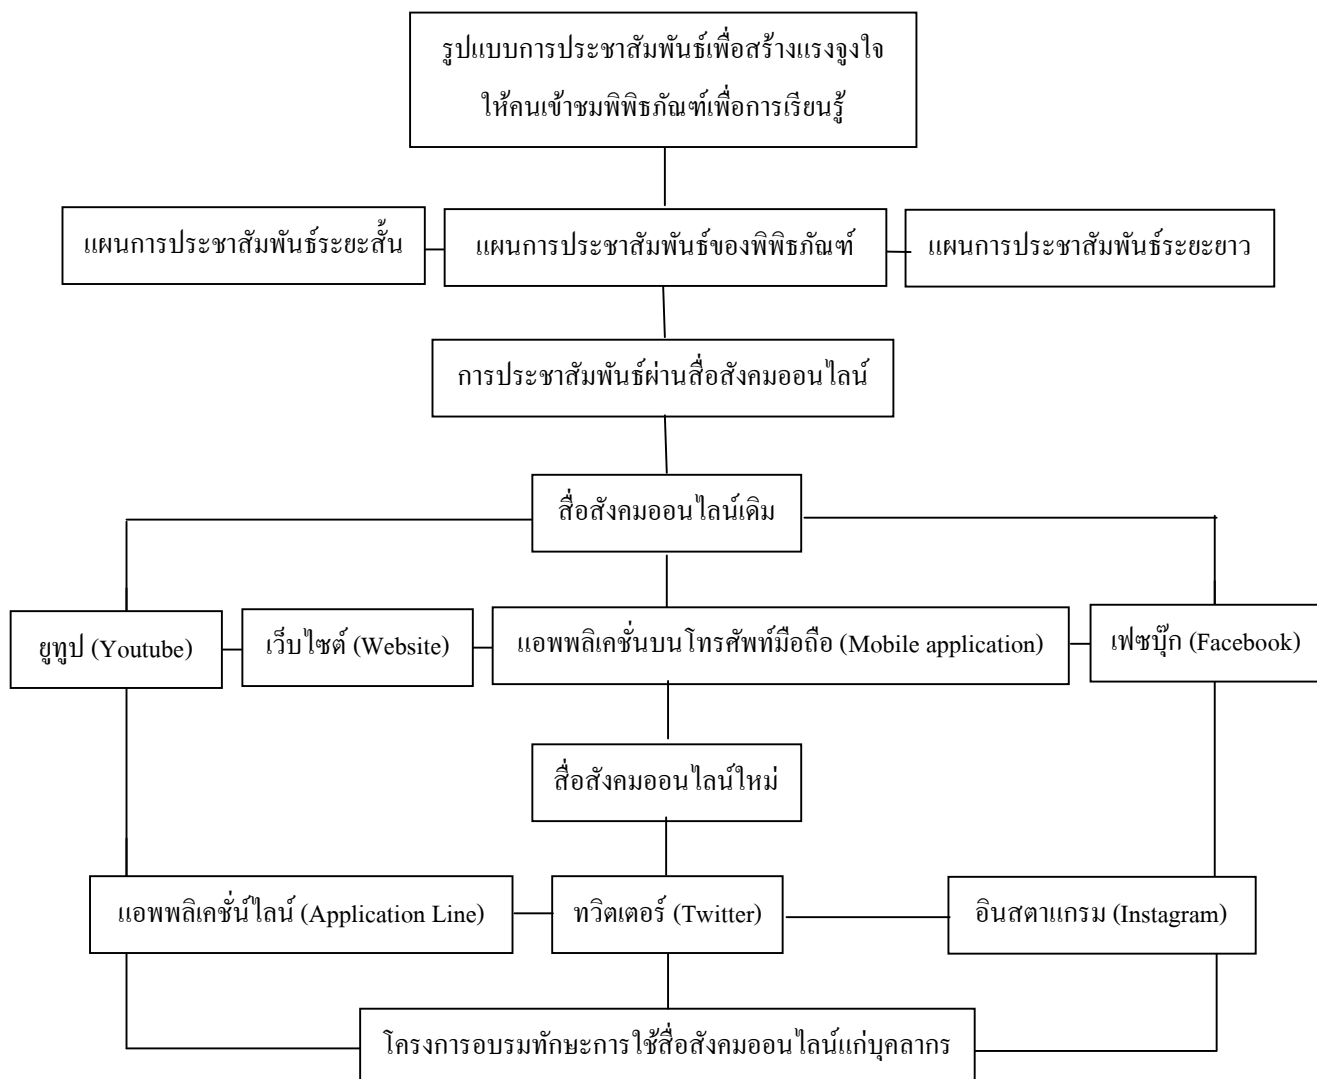 รูปแบบการประชาสัมพันธ์เพื่อสร้างแรงจูงใจ
ให้คนเข้าชมพิพิธภัณฑ์เพื่อการเรียนรู้
แผนการประชาสัมพันธ์ระยะสั้น
แผนการประชาสัมพันธ์ของพิพิธภัณฑ์
แผนการประชาสัมพันธ์ระยะยาว
การประชาสัมพันธ์ผ่านสื่อสังคมออนไลน์
สื่อสังคมออนไลน์เดิม
ยูทูป (Youtube)
เว็บไซต์ (Website)
แอพพลิเคชั่นบนโทรศัพท์มือถือ (Mobile application)
เฟซบุ๊ก (Facebook)
สื่อสังคมออนไลน์ใหม่
แอพพลิเคชั่นไลน์ (Application Line)
ทวิตเตอร์ (Twitter)
อินสตาแกรม (Instagram)
โครงการอบรมทักษะการใช้สื่อสังคมออนไลน์แก่บุคลากร